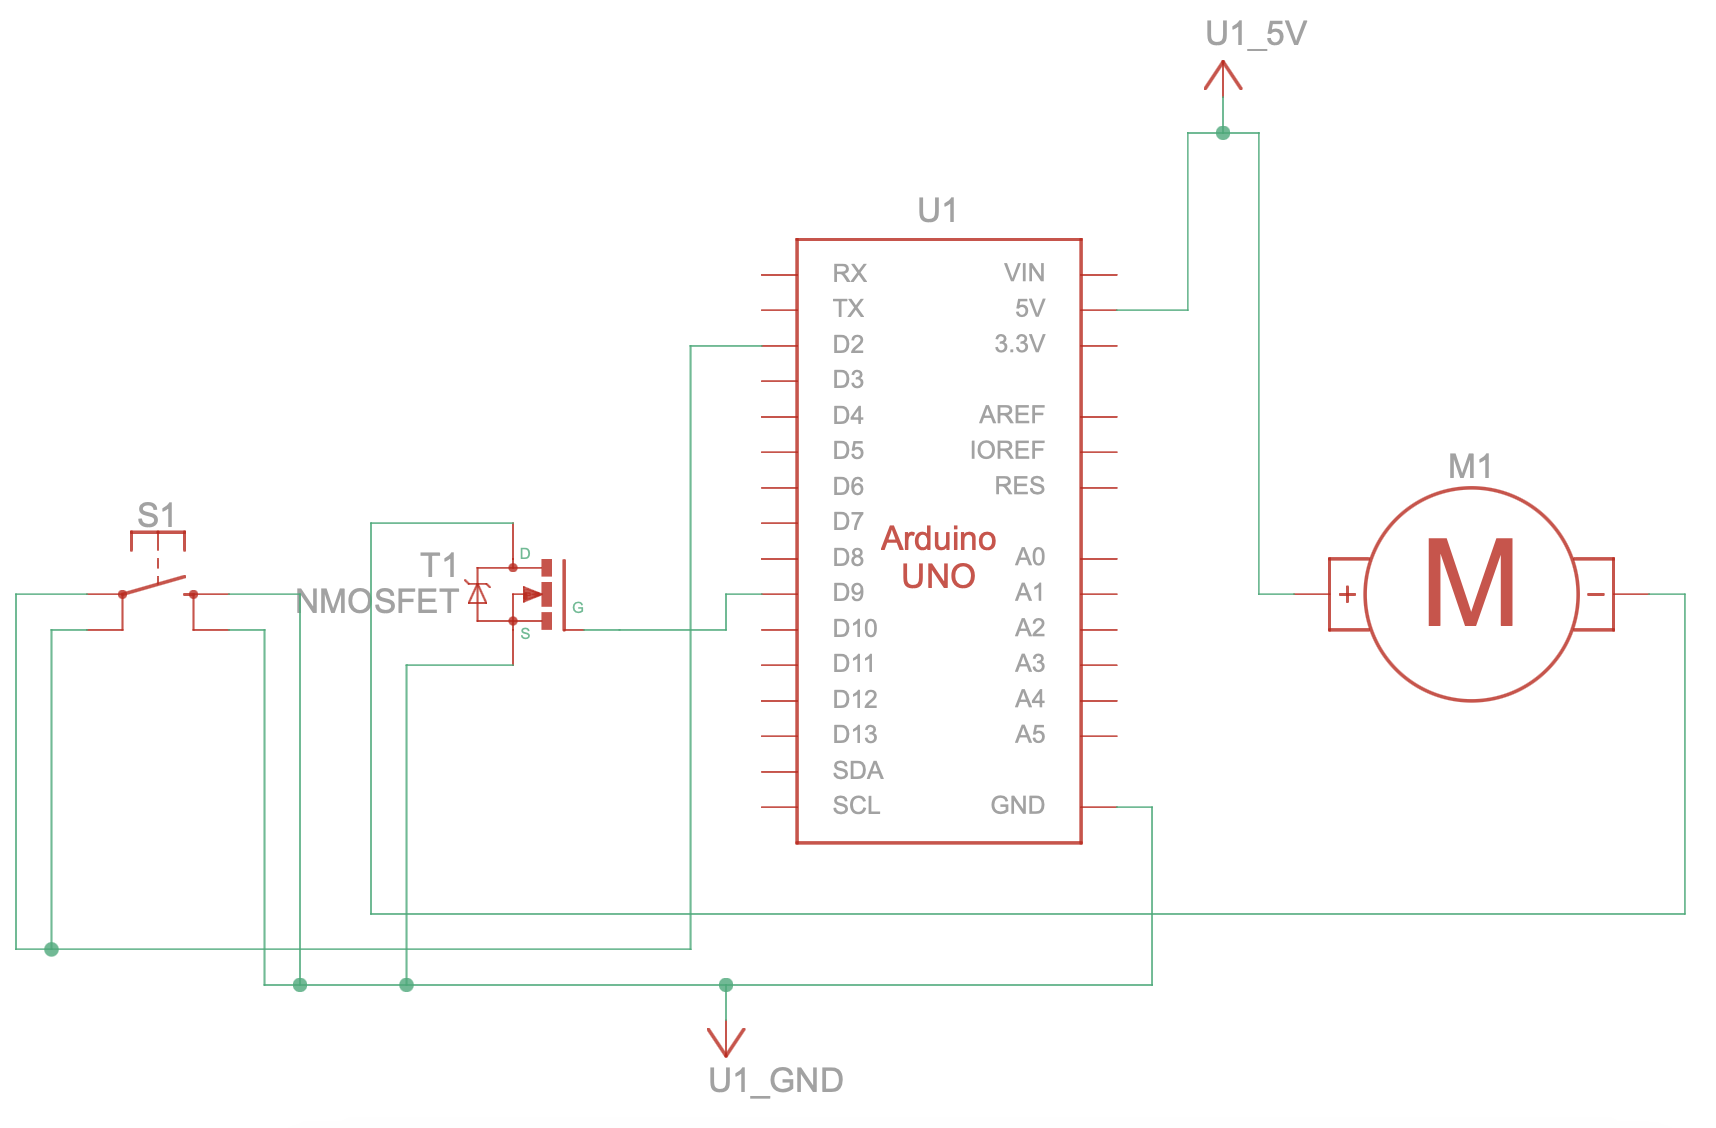 U1_5V
U1
RX VIN
TX 5V
D2 3.3V
D3
D4 AREF
D5 IOREF
D6 RES
D7
Arduino
UNO
D8 A0
D9 A1
D10 A2
D11 A3
D12 A4
D13 A5
SDA
SCL GND
S1
T1
NMOSFET
D
G
S
M1
+ M −
U1_GND